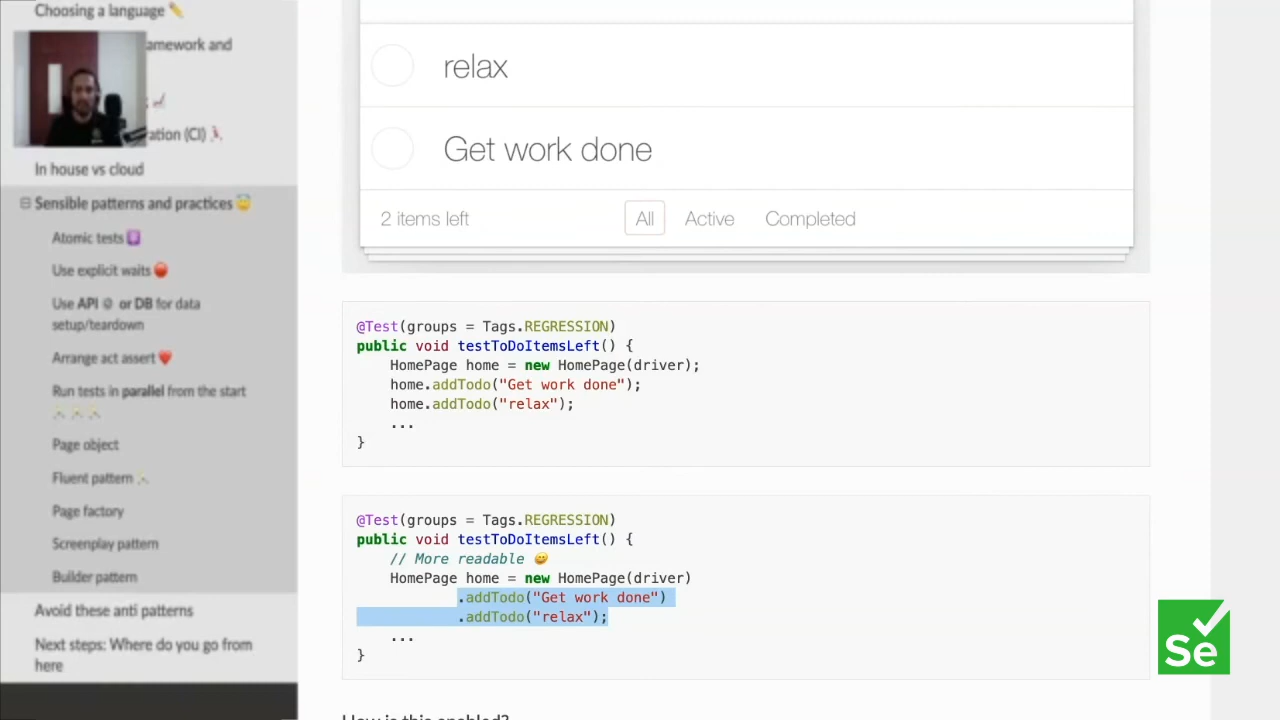 Choosing a language ✏️
amework and
ation (CI)
In house vs cloud
⊟ Sensible patterns and practices 😇
Atomic tests ⚛️
Use explicit waits 🔴
Use API ⚙️ or DB for data
setup/teardown
Arrange act assert ❤️
Run tests in parallel from the start
Page object
Fluent pattern
Page factory
Screenplay pattern
Builder pattern
Avoid these anti patterns
Next steps: Where do you go from
here
relax
Get work done
2 items left All Active Completed
@Test(groups = Tags.REGRESSION)
public void testToDoItemsLeft() {
HomePage home = new HomePage(driver);
home.addTodo("Get work done");
home.addTodo("relax");
...
}
@Test(groups = Tags.REGRESSION)
public void testToDoItemsLeft() {
// More readable 😄
HomePage home = new HomePage(driver)
.addTodo("Get work done")
.addTodo("relax");
...
}
How is this enabled?
Se